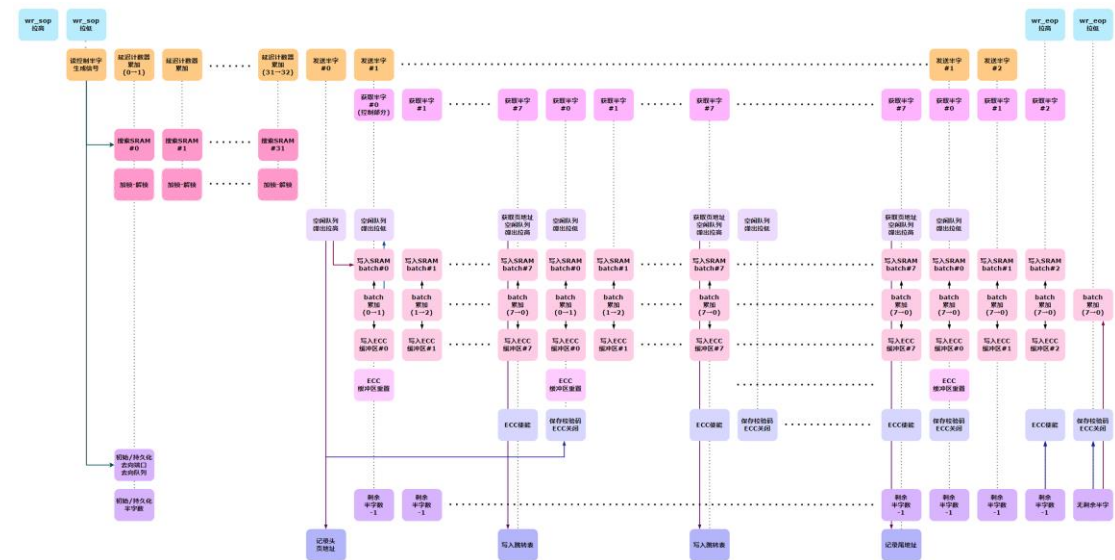 wr_sop
拉高
wr_sop
拉低
wr_eop
拉高
wr_eop
拉低
读控制半字
生成信号
延迟计数器
累加
(0→1)
延迟计数器
累加
延迟计数器
累加
(31→32)
发送半字
#0
发送半字
#1
发送半字
#1
发送半字
#2
获取半字
#0
(控制部分)
获取半字
#1
获取半字
#7
获取半字
#0
获取半字
#1
获取半字
#7
获取半字
#7
获取半字
#0
获取半字
#1
获取半字
#2
搜索SRAM
#0
搜索SRAM
#1
搜索SRAM
#31
加锁-解锁
加锁-解锁
加锁-解锁
空闲队列
弹出拉高
空闲队列
弹出拉低
获取页地址
空闲队列
弹出拉高
空闲队列
弹出拉低
获取页地址
空闲队列
弹出拉高
空闲队列
弹出拉低
获取页地址
空闲队列
弹出拉高
空闲队列
弹出拉低
写入SRAM
batch#0
写入SRAM
batch#1
写入SRAM
batch#7
写入SRAM
batch#0
写入SRAM
batch#1
写入SRAM
batch#7
写入SRAM
batch#7
写入SRAM
batch#0
写入SRAM
batch#1
写入SRAM
batch#2
batch
累加
(0→1)
batch
累加
(1→2)
batch
累加
(7→0)
batch
累加
(0→1)
batch
累加
(1→2)
batch
累加
(7→0)
batch
累加
(7→0)
batch
累加
(7→0)
batch
累加
(7→0)
batch
累加
(7→0)
batch
累加
(7→0)
写入ECC
缓冲区#0
写入ECC
缓冲区#1
写入ECC
缓冲区#7
写入ECC
缓冲区#0
写入ECC
缓冲区#1
写入ECC
缓冲区#7
写入ECC
缓冲区#7
写入ECC
缓冲区#0
写入ECC
缓冲区#1
写入ECC
缓冲区#2
ECC
缓冲区重置
ECC
缓冲区重置
ECC
缓冲区重置
ECC使能
保存校验码
ECC关闭
ECC使能
保存校验码
ECC关闭
ECC使能
保存校验码
ECC关闭
ECC使能
保存校验码
ECC关闭
初始/持久化
去向端口
去向队列
初始/持久化
半字数
剩余
半字数
-1
剩余
半字数
-1
剩余
半字数
-1
剩余
半字数
-1
剩余
半字数
-1
剩余
半字数
-1
无剩余半字
记录头
页地址
写入跳转表
写入跳转表
记录尾地址